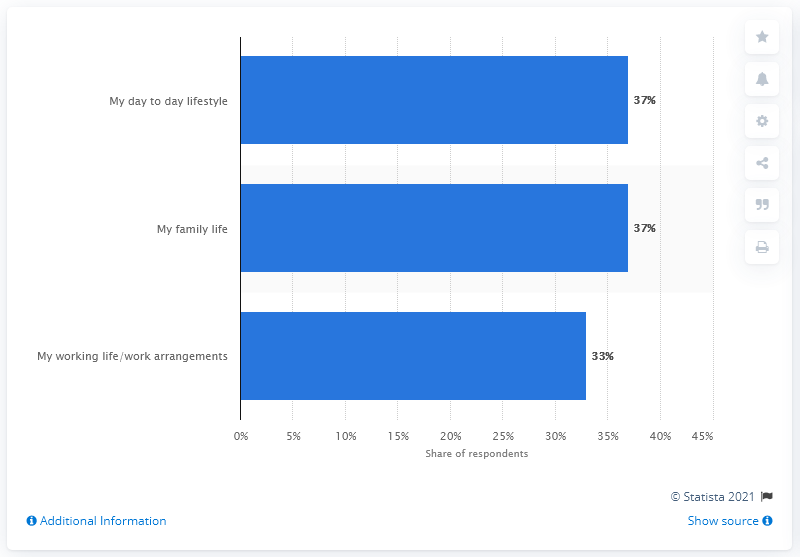 My day to day lifestyle
37%
My family life
37%
My working life/work arrangements
33%
0% 5% 10% 15% 20% 25% 30% 35% 40% 45%
Share of respondents
© Statista 2021
Additional Information
Show source